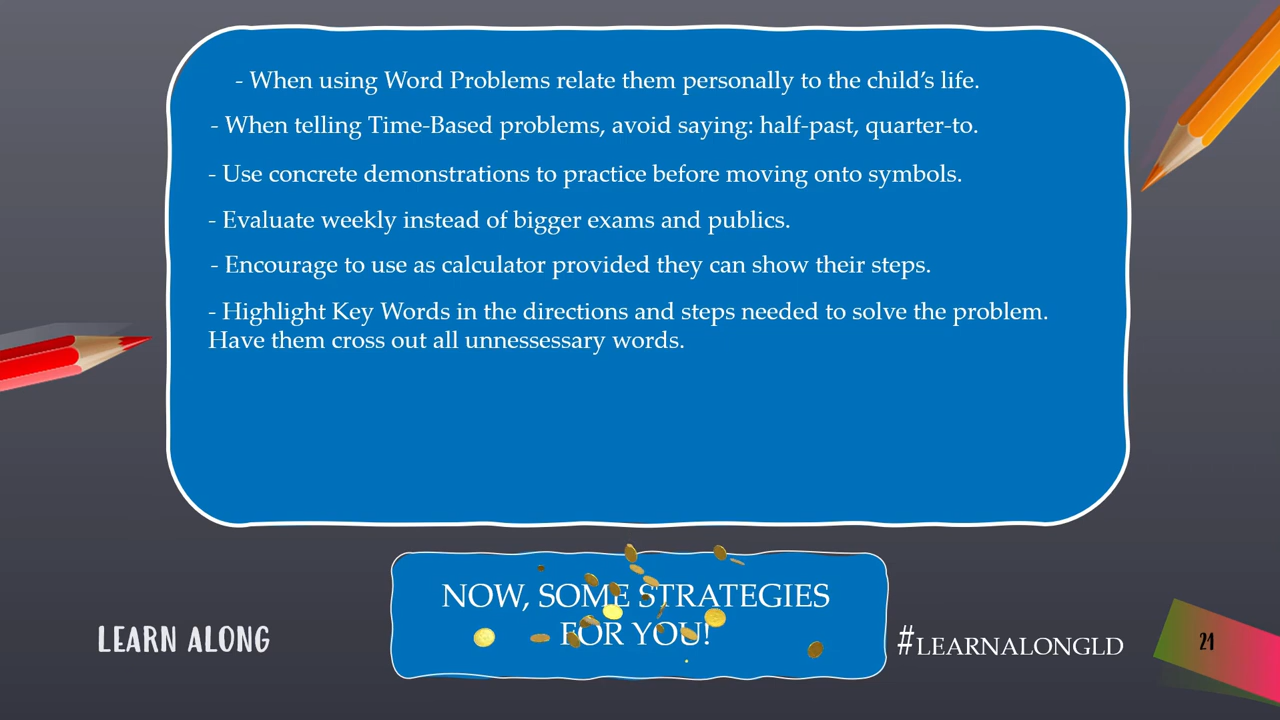 - When using Word Problems relate them personally to the child’s life.
- When telling Time-Based problems, avoid saying: half-past, quarter-to.
- Use concrete demonstrations to practice before moving onto symbols.
- Evaluate weekly instead of bigger exams and publics.
- Encourage to use as calculator provided they can show their steps.
- Highlight Key Words in the directions and steps needed to solve the problem.
Have them cross out all unnessessary words.
NOW, SOME STRATEGIES
FOR YOU!
LEARN ALONG
#LEARNALONGLD
21